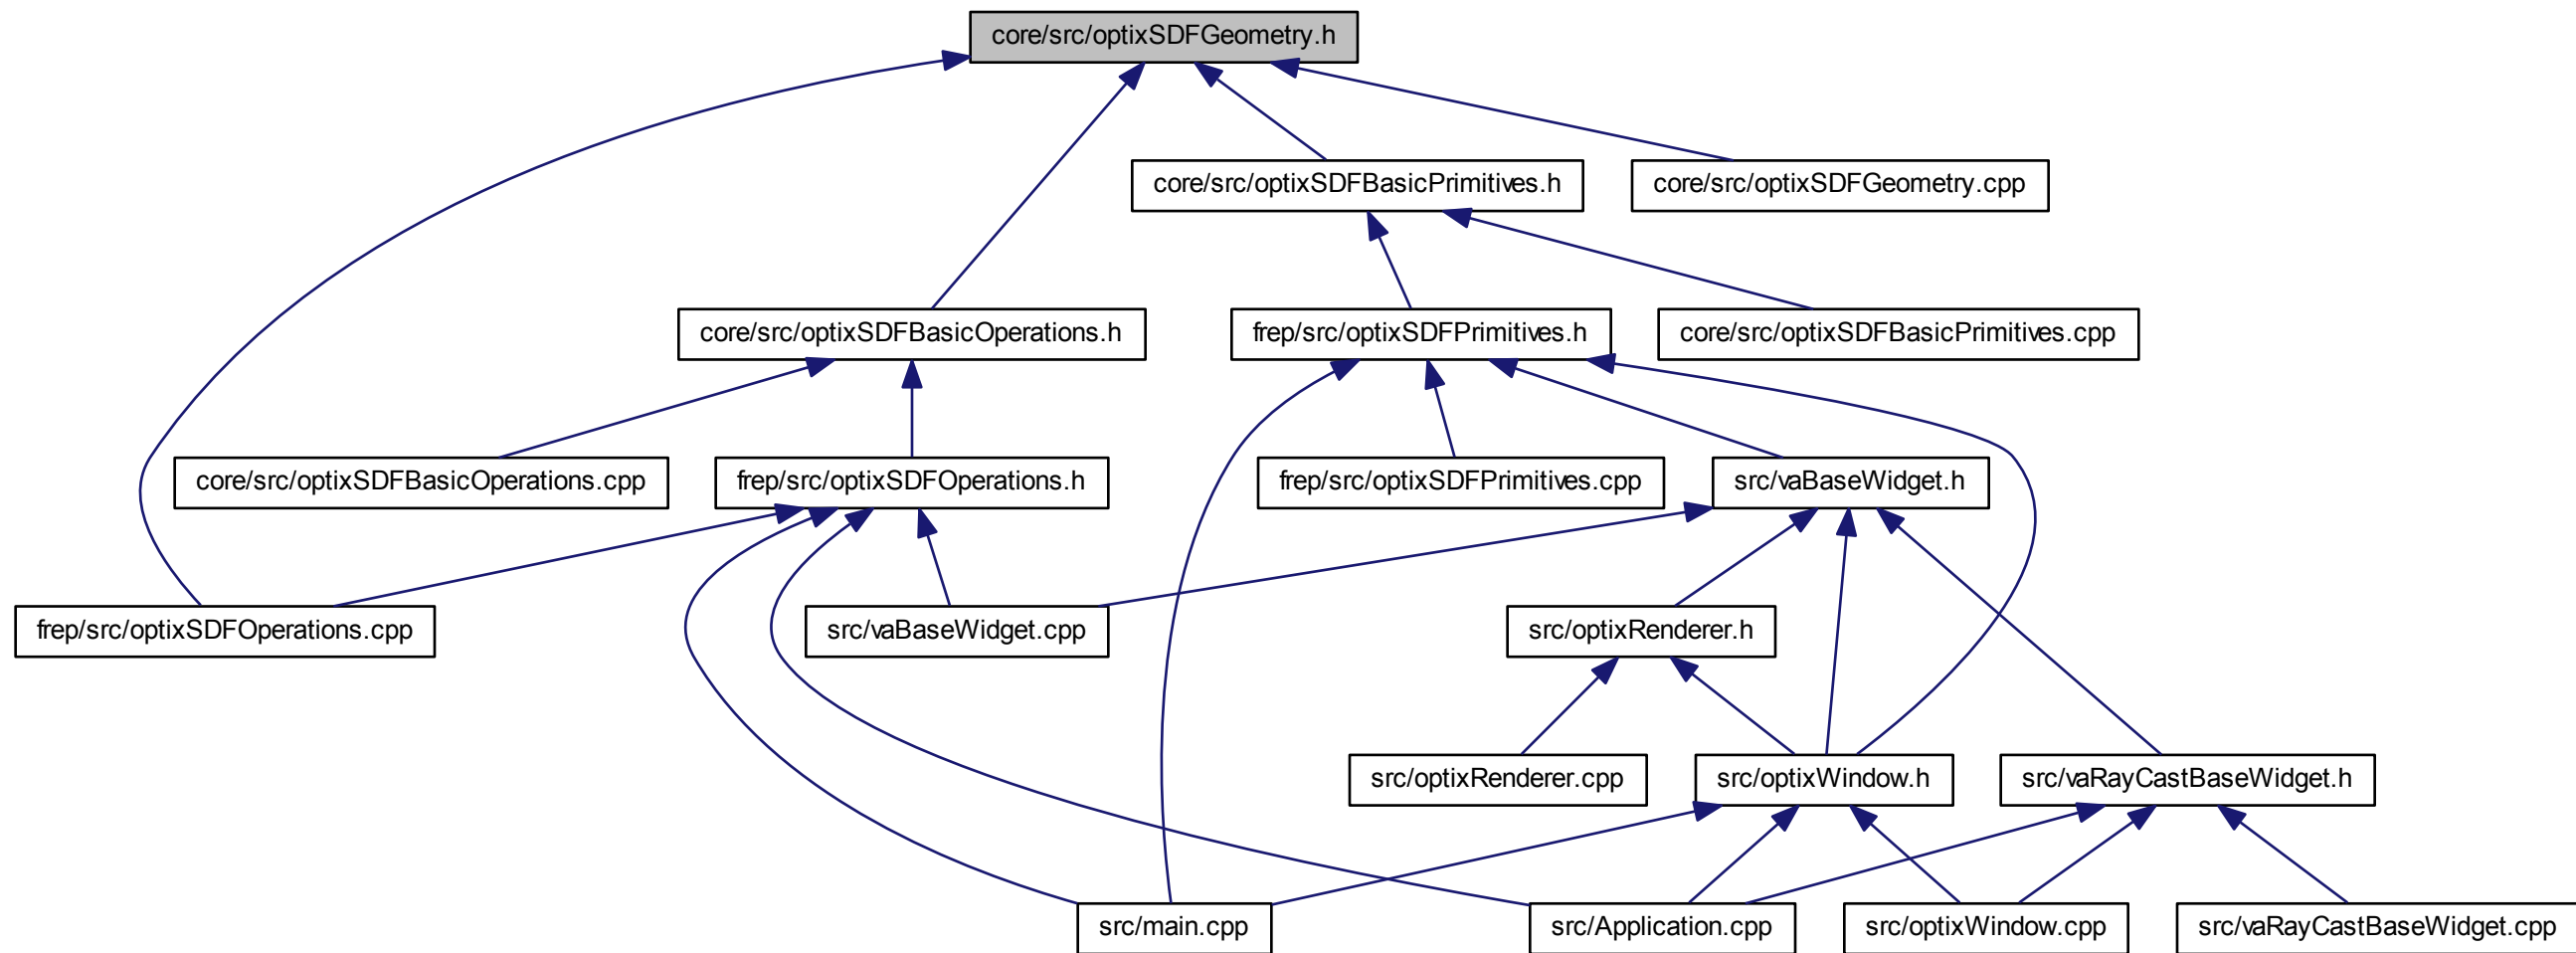 core/src/optixSDFGeometry.h
core/src/optixSDFBasicPrimitives.h
core/src/optixSDFGeometry.cpp
core/src/optixSDFBasicOperations.h
frep/src/optixSDFPrimitives.h
core/src/optixSDFBasicPrimitives.cpp
core/src/optixSDFBasicOperations.cpp
frep/src/optixSDFOperations.h
frep/src/optixSDFPrimitives.cpp
src/vaBaseWidget.h
frep/src/optixSDFOperations.cpp
src/vaBaseWidget.cpp
src/optixRenderer.h
src/optixRenderer.cpp
src/optixWindow.h
src/vaRayCastBaseWidget.h
src/main.cpp
src/Application.cpp
src/optixWindow.cpp
src/vaRayCastBaseWidget.cpp